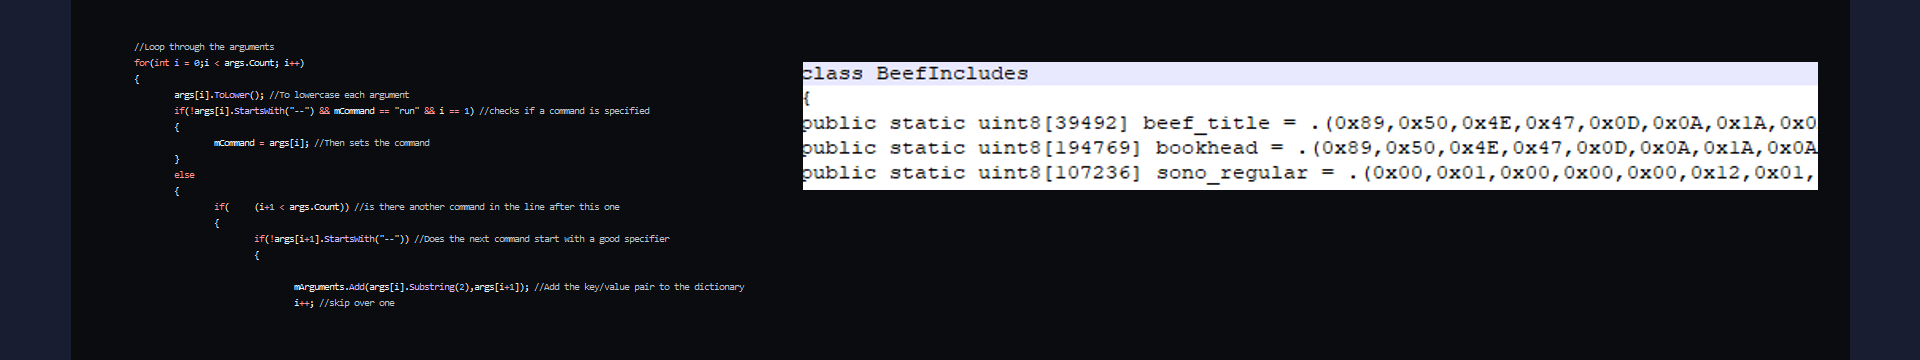 //Loop through the arguments
for(int i = 0;i < args.Count; i++)
{
args[i].ToLower(); //To lowercase each argument
if(!args[i].StartsWith("--") && mCommand == "run" && i == 1) //checks if a command is specified
{
mCommand = args[i]; //Then sets the command
}
else
{
if( (i+1 < args.Count)) //is there another command in the line after this one
{
if(!args[i+1].StartsWith("--")) //Does the next command start with a good specifier
{
mArguments.Add(args[i].Substring(2),args[i+1]); //Add the key/value pair to the dictionary
i++; //skip over one
class BeefIncludes
{
public static uint8[39492] beef_title = .(0x89,0x50,0x4E,0x47,0x0D,0x0A,0x1A,0x0
public static uint8[194769] bookhead = .(0x89,0x50,0x4E,0x47,0x0D,0x0A,0x1A,0x0A
public static uint8[107236] sono_regular = .(0x00,0x01,0x00,0x00,0x00,0x12,0x01,